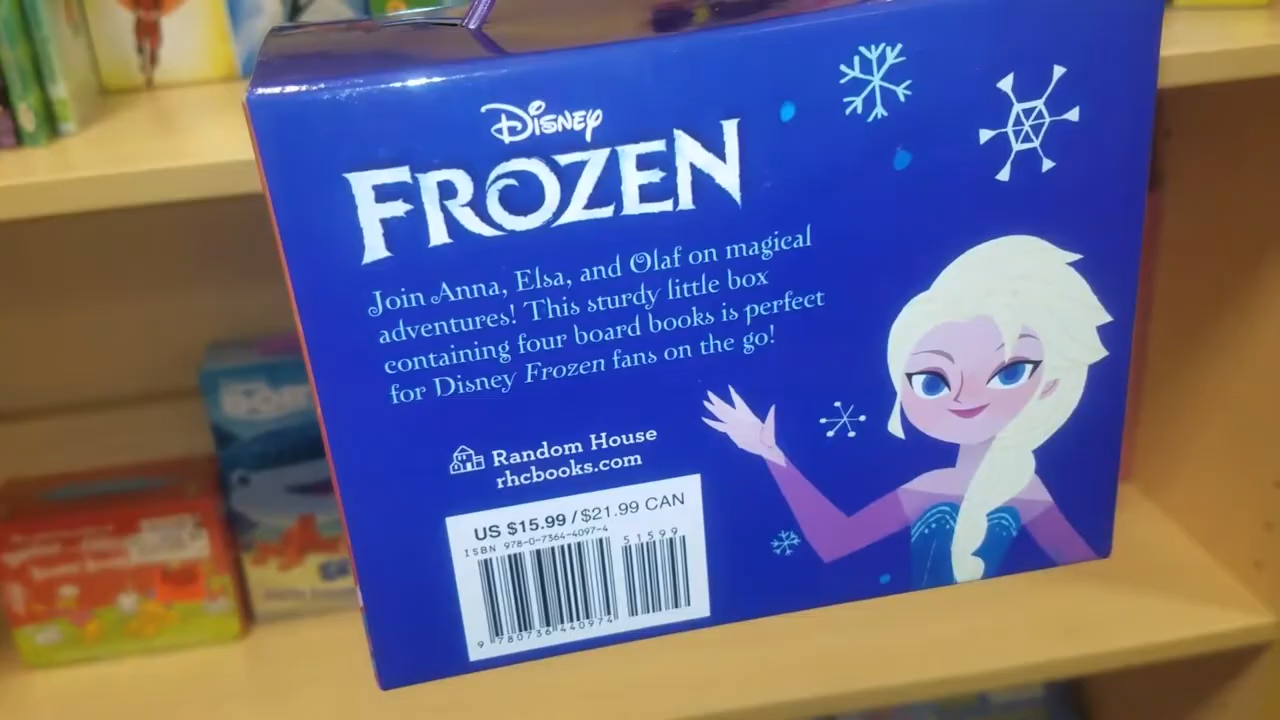 Disney
FROZEN
Join Anna, Elsa, and Olaf on magical
adventures! This sturdy little box
containing four board books is perfect
for Disney Frozen fans on the go!
Random House
rhcbooks.com
US $15.99 / $21.99 CAN
ISBN 978-0-7364-4097-4
51599
9 780736 440974